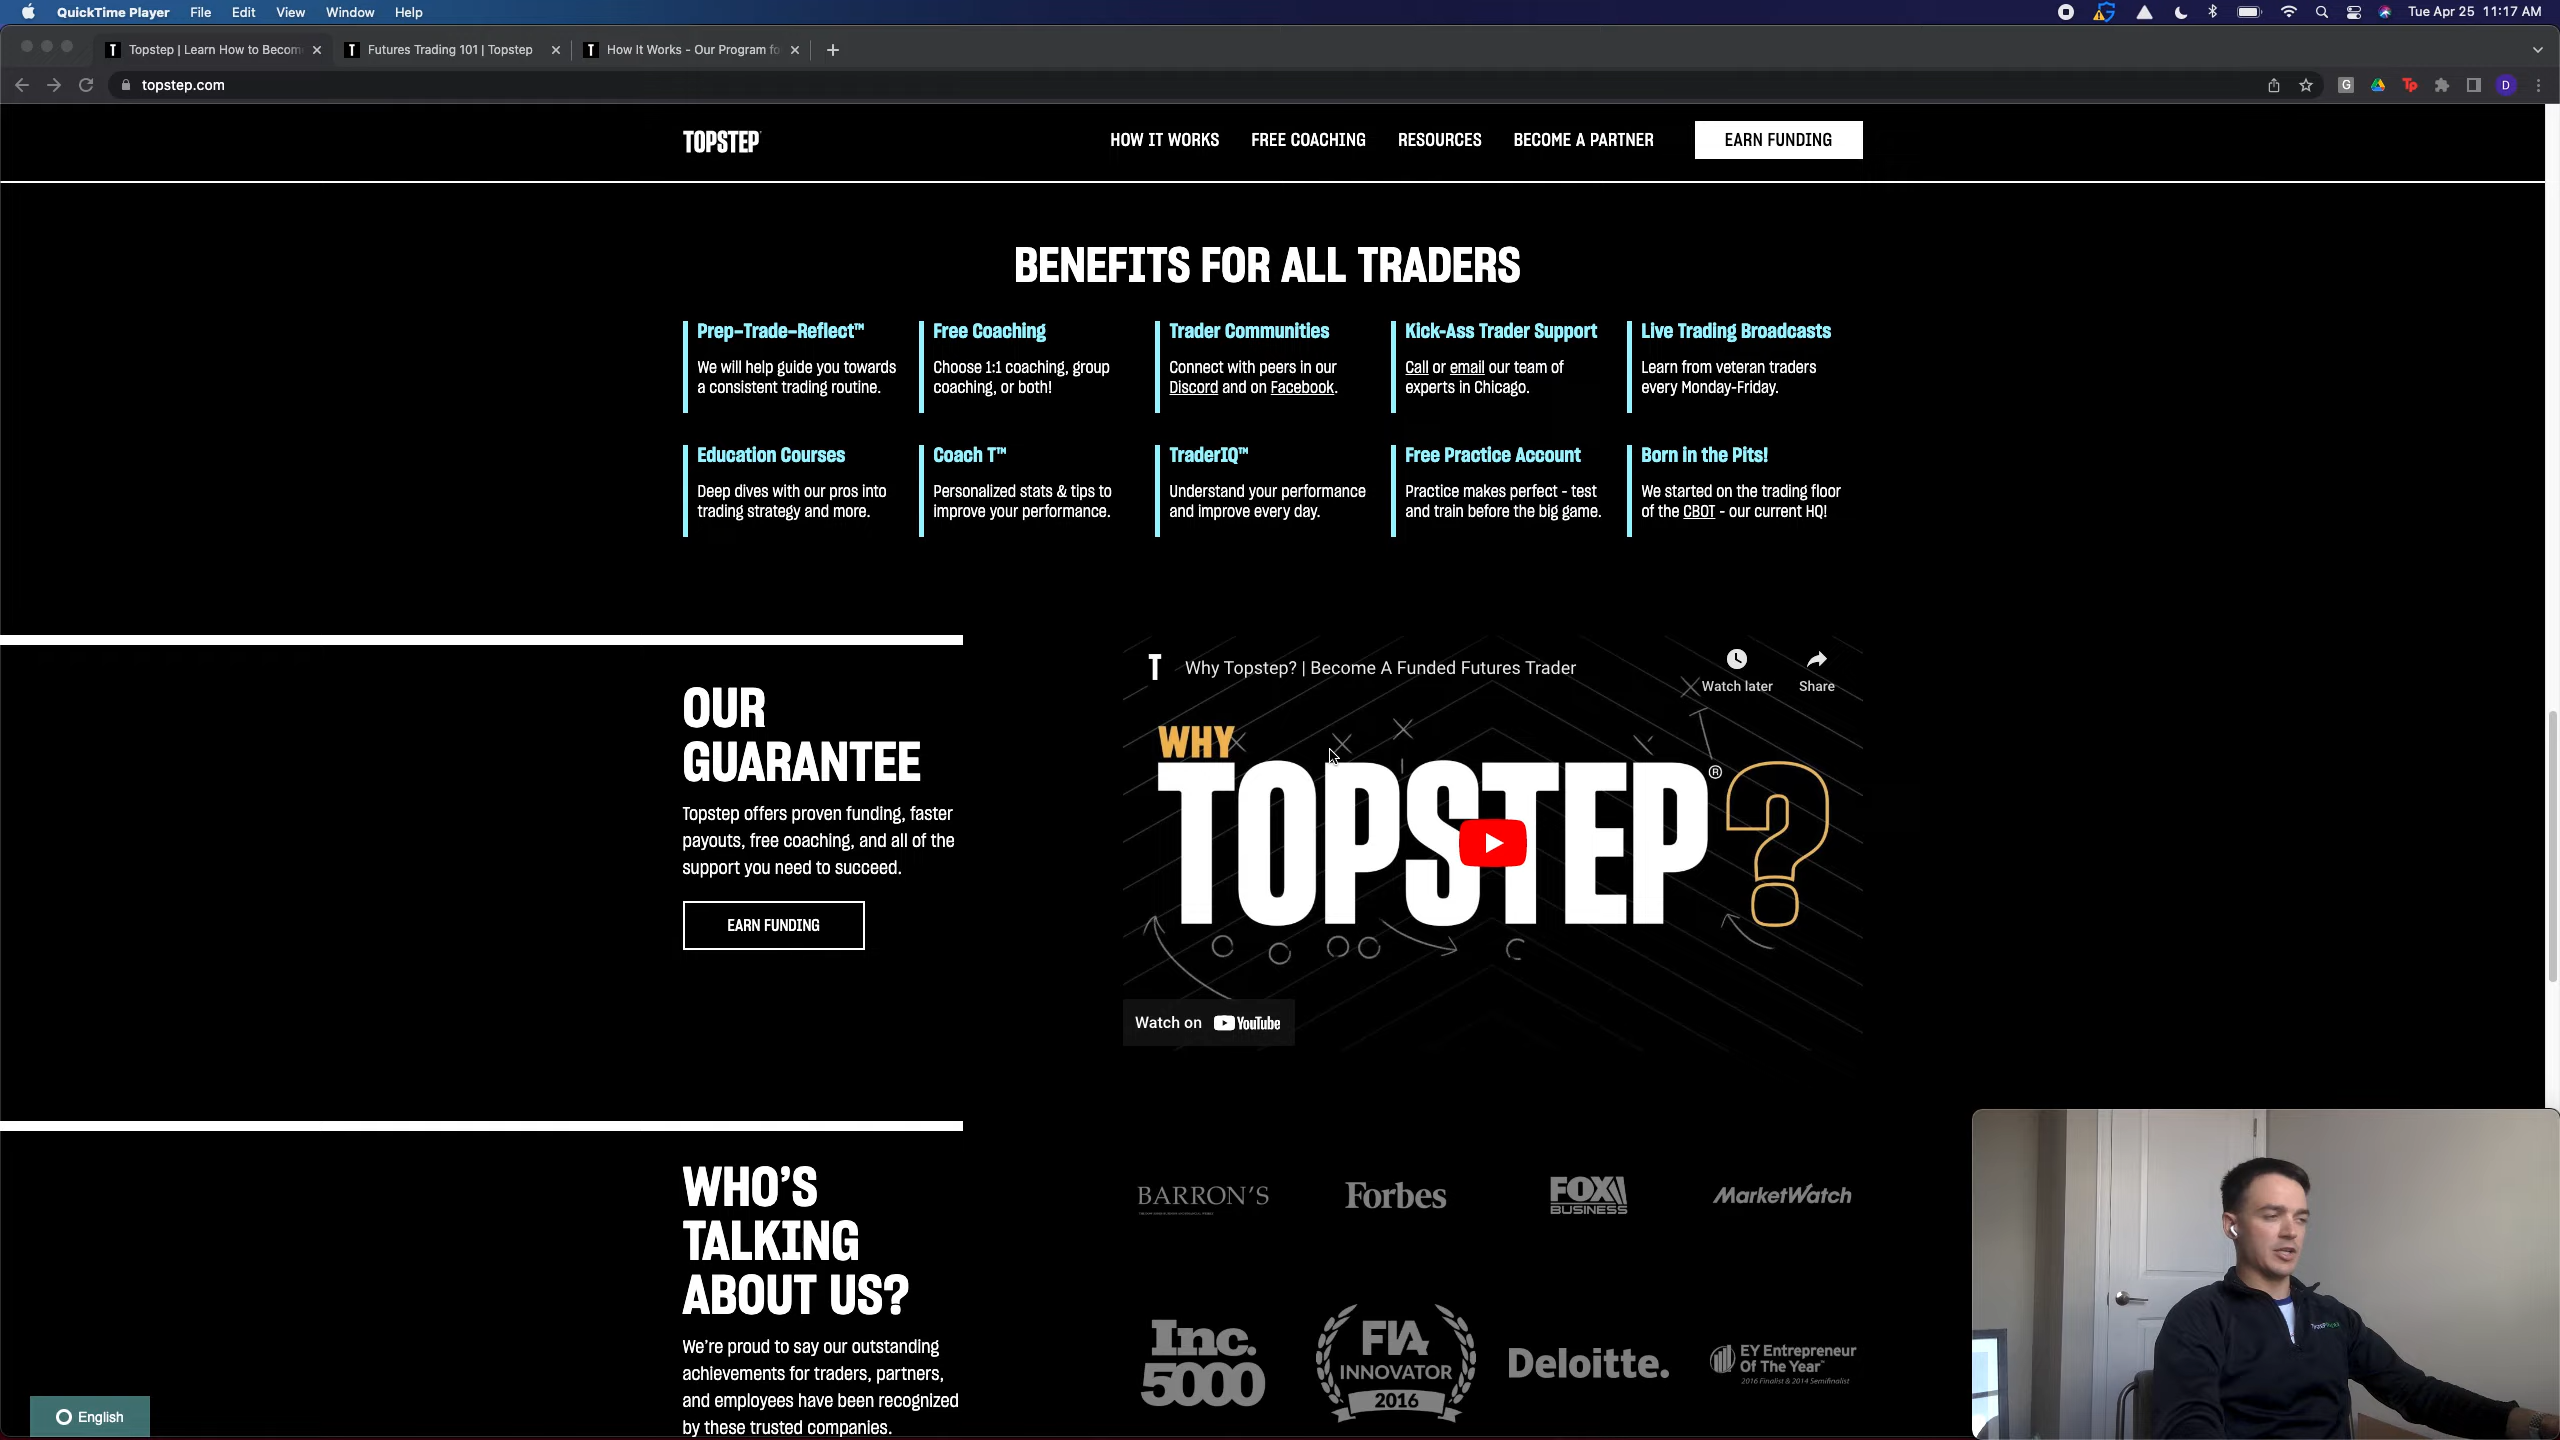 QuickTime Player File Edit View Window Help
Tue Apr 25 11:17 AM
Topstep | Learn How to Becom
Futures Trading 101 | Topstep
How It Works - Our Program fo
topstep.com
TOPSTEP
HOW IT WORKS
FREE COACHING
RESOURCES
BECOME A PARTNER
EARN FUNDING
BENEFITS FOR ALL TRADERS
Prep-Trade-Reflect™
We will help guide you towards
a consistent trading routine.
Free Coaching
Choose 1:1 coaching, group
coaching, or both!
Trader Communities
Connect with peers in our
Discord and on Facebook.
Kick-Ass Trader Support
Call or email our team of
experts in Chicago.
Live Trading Broadcasts
Learn from veteran traders
every Monday-Friday.
Education Courses
Deep dives with our pros into
trading strategy and more.
Coach T™
Personalized stats & tips to
improve your performance.
TraderIQ™
Understand your performance
and improve every day.
Free Practice Account
Practice makes perfect - test
and train before the big game.
Born in the Pits!
We started on the trading floor
of the CBOT - our current HQ!
OUR
GUARANTEE
Topstep offers proven funding, faster
payouts, free coaching, and all of the
support you need to succeed.
EARN FUNDING
T Why Topstep? | Become A Funded Futures Trader
Watch later
Share
WHY
TOPSTEP®?
Watch on YouTube
WHO'S
TALKING
ABOUT US?
We're proud to say our outstanding
achievements for traders, partners,
and employees have been recognized
by these trusted companies.
BARRON'S
Forbes
FOX
BUSINESS
MarketWatch
Inc.
5000
FIA
INNOVATOR
2016
Deloitte.
EY Entrepreneur
Of The Year™
2016 Finalist & 2014 Semifinalist
English